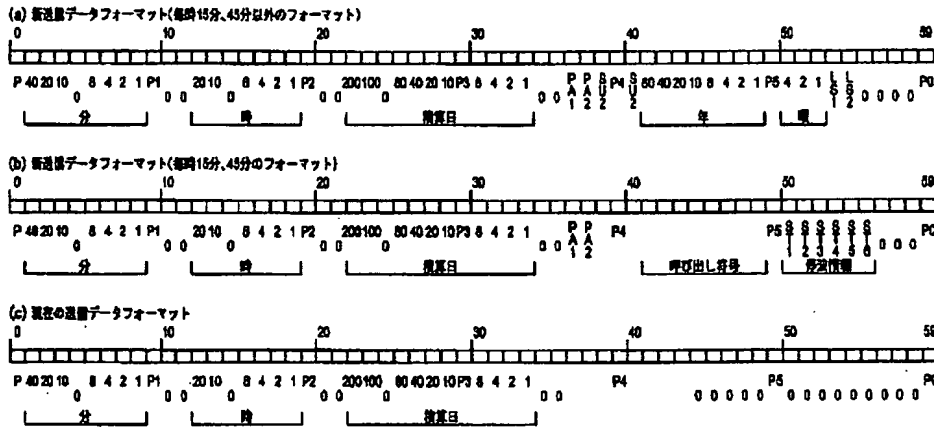 (a) 新送信データフォーマット(毎時15分、45分以外のフォーマット)
0 10 20 30 40 50 59
P 40 20 10 0 8 4 2 1 P1 0 0 20 10 0 8 4 2 1 P2 0 0 200 100 0 80 40 20 10 P3 8 4 2 1 0 0 PA1 PA2 SU2 P4 SU2 80 40 20 10 8 4 2 1 P5 4 2 1 LS1 LS2 0 0 0 0 P0
分 時 積算日 年 曜
(b) 新送信データフォーマット(毎時15分、45分のフォーマット)
0 10 20 30 40 50 59
P 40 20 10 0 8 4 2 1 P1 0 0 20 10 0 8 4 2 1 P2 0 0 200 100 0 80 40 20 10 P3 8 4 2 1 0 0 PA1 PA2 P4 P5 ST1 ST2 ST3 ST4 ST5 ST6 0 0 0 P0
分 時 積算日 呼び出し符号 停波情報
(c) 現在の送信データフォーマット
0 10 20 30 40 50 59
P 40 20 10 0 8 4 2 1 P1 0 0 20 10 0 8 4 2 1 P2 0 0 200 100 0 80 40 20 10 P3 8 4 2 1 0 0 P4 0 0 0 0 0 P5 0 0 0 0 0 0 0 0 0 P0
分 時 積算日